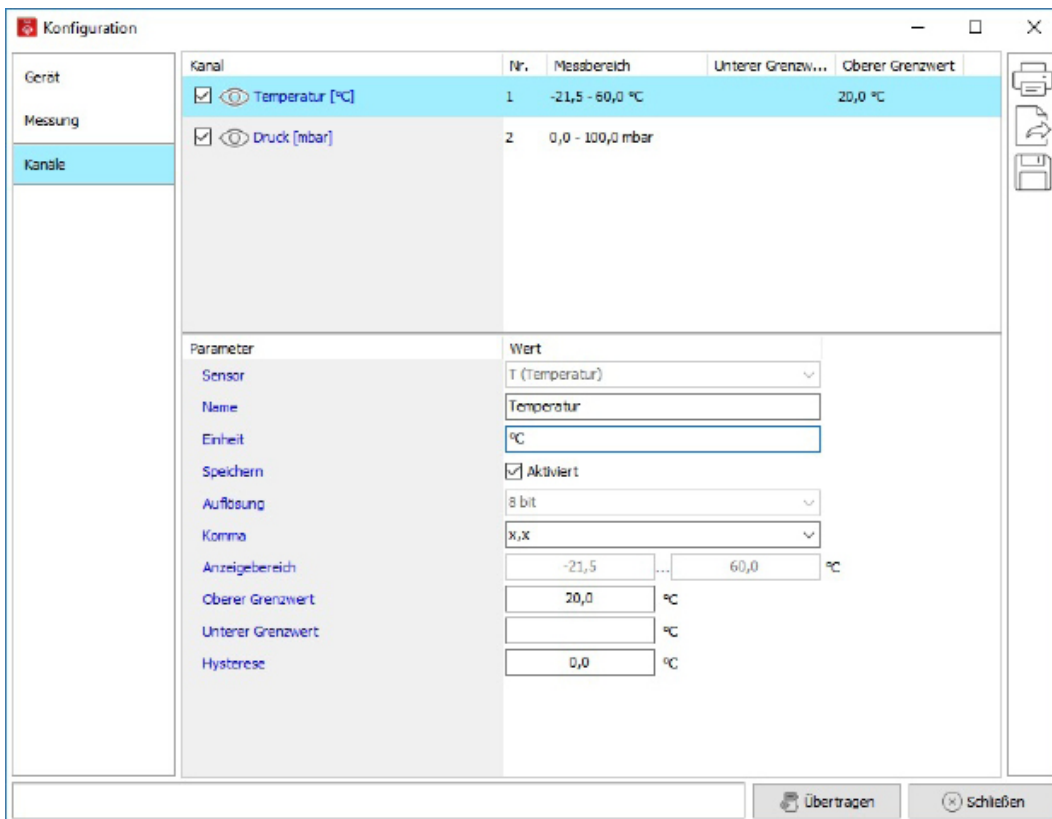 Konfiguration
Gerät
Messung
Kanäle
Kanal Nr. Messbereich Unterer Grenzw... Oberer Grenzwert
Temperatur [°C] 1 -21,5 - 60,0 °C 20,0 °C
Druck [mbar] 2 0,0 - 100,0 mbar
Parameter Wert
Sensor T (Temperatur)
Name Temperatur
Einheit °C
Speichern Aktiviert
Auflösung 8 bit
Komma x,x
Anzeigebereich -21,5 ... 60,0 °C
Oberer Grenzwert 20,0 °C
Unterer Grenzwert °C
Hysterese 0,0 °C
Übertragen Schließen